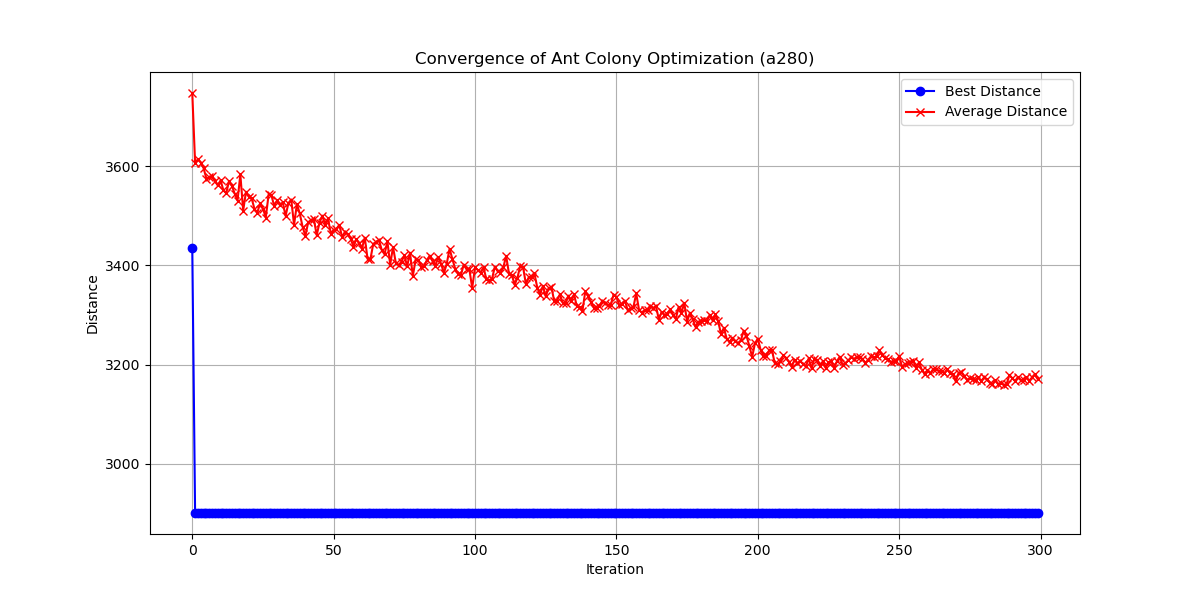 Convergence of Ant Colony Optimization (a280)
Best Distance
Average Distance
Distance
3600
3400
3200
3000
0 50 100 150 200 250 300
Iteration